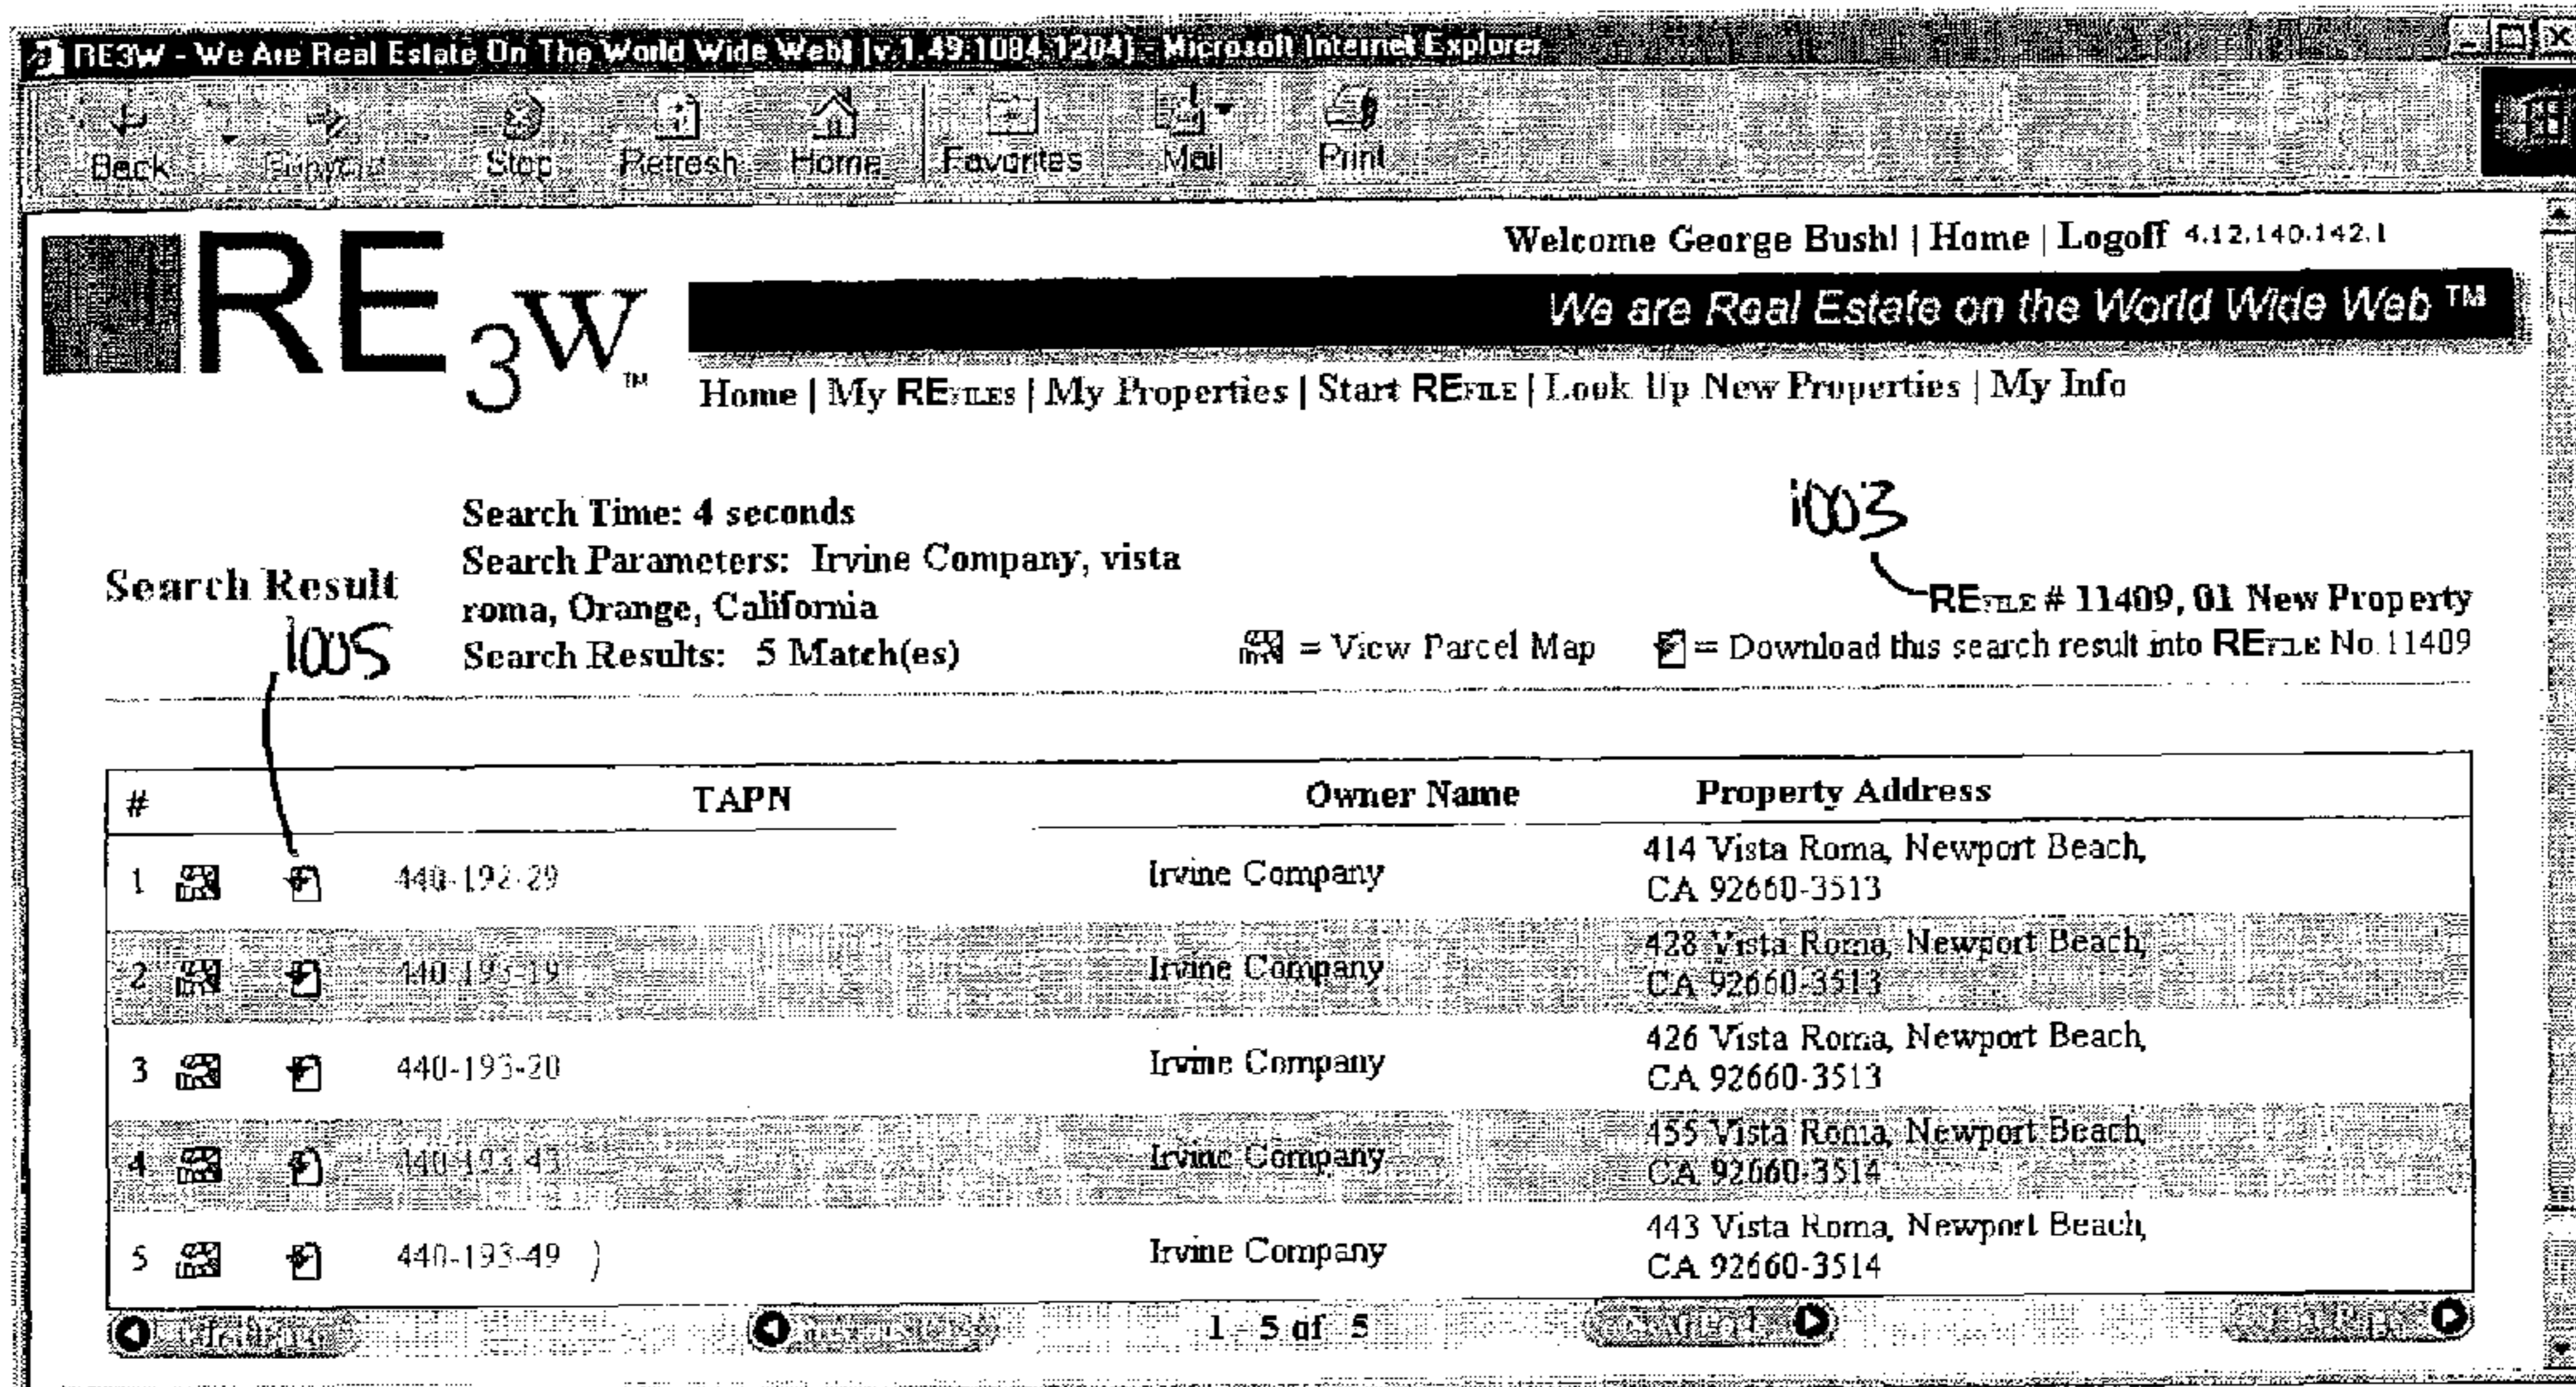 RE3W - We Are Real Estate On The World Wide Web! [v.1.49.1084.1204] - Microsoft Internet Explorer
Back Forward Stop Refresh Home Favorites Mail Print
Welcome George Bush! | Home | Logoff 4.12.140.142.1
RE3W™
We are Real Estate on the World Wide Web ™
Home | My REFILES | My Properties | Start REFILE | Look Up New Properties | My Info
1003
Search Time: 4 seconds
Search Parameters: Irvine Company, vista
roma, Orange, California
Search Results: 5 Match(es)
Search Result
1005
REFILE # 11409, 01 New Property
= View Parcel Map = Download this search result into REFILE No. 11409
# TAPN Owner Name Property Address
1 440-192-29 Irvine Company 414 Vista Roma, Newport Beach,
CA 92660-3513
2 440-193-19 Irvine Company 428 Vista Roma, Newport Beach,
CA 92660-3513
3 440-193-20 Irvine Company 426 Vista Roma, Newport Beach,
CA 92660-3513
4 440-193-43 Irvine Company 455 Vista Roma, Newport Beach,
CA 92660-3514
5 440-193-49 ) Irvine Company 443 Vista Roma, Newport Beach,
CA 92660-3514
1 - 5 of 5